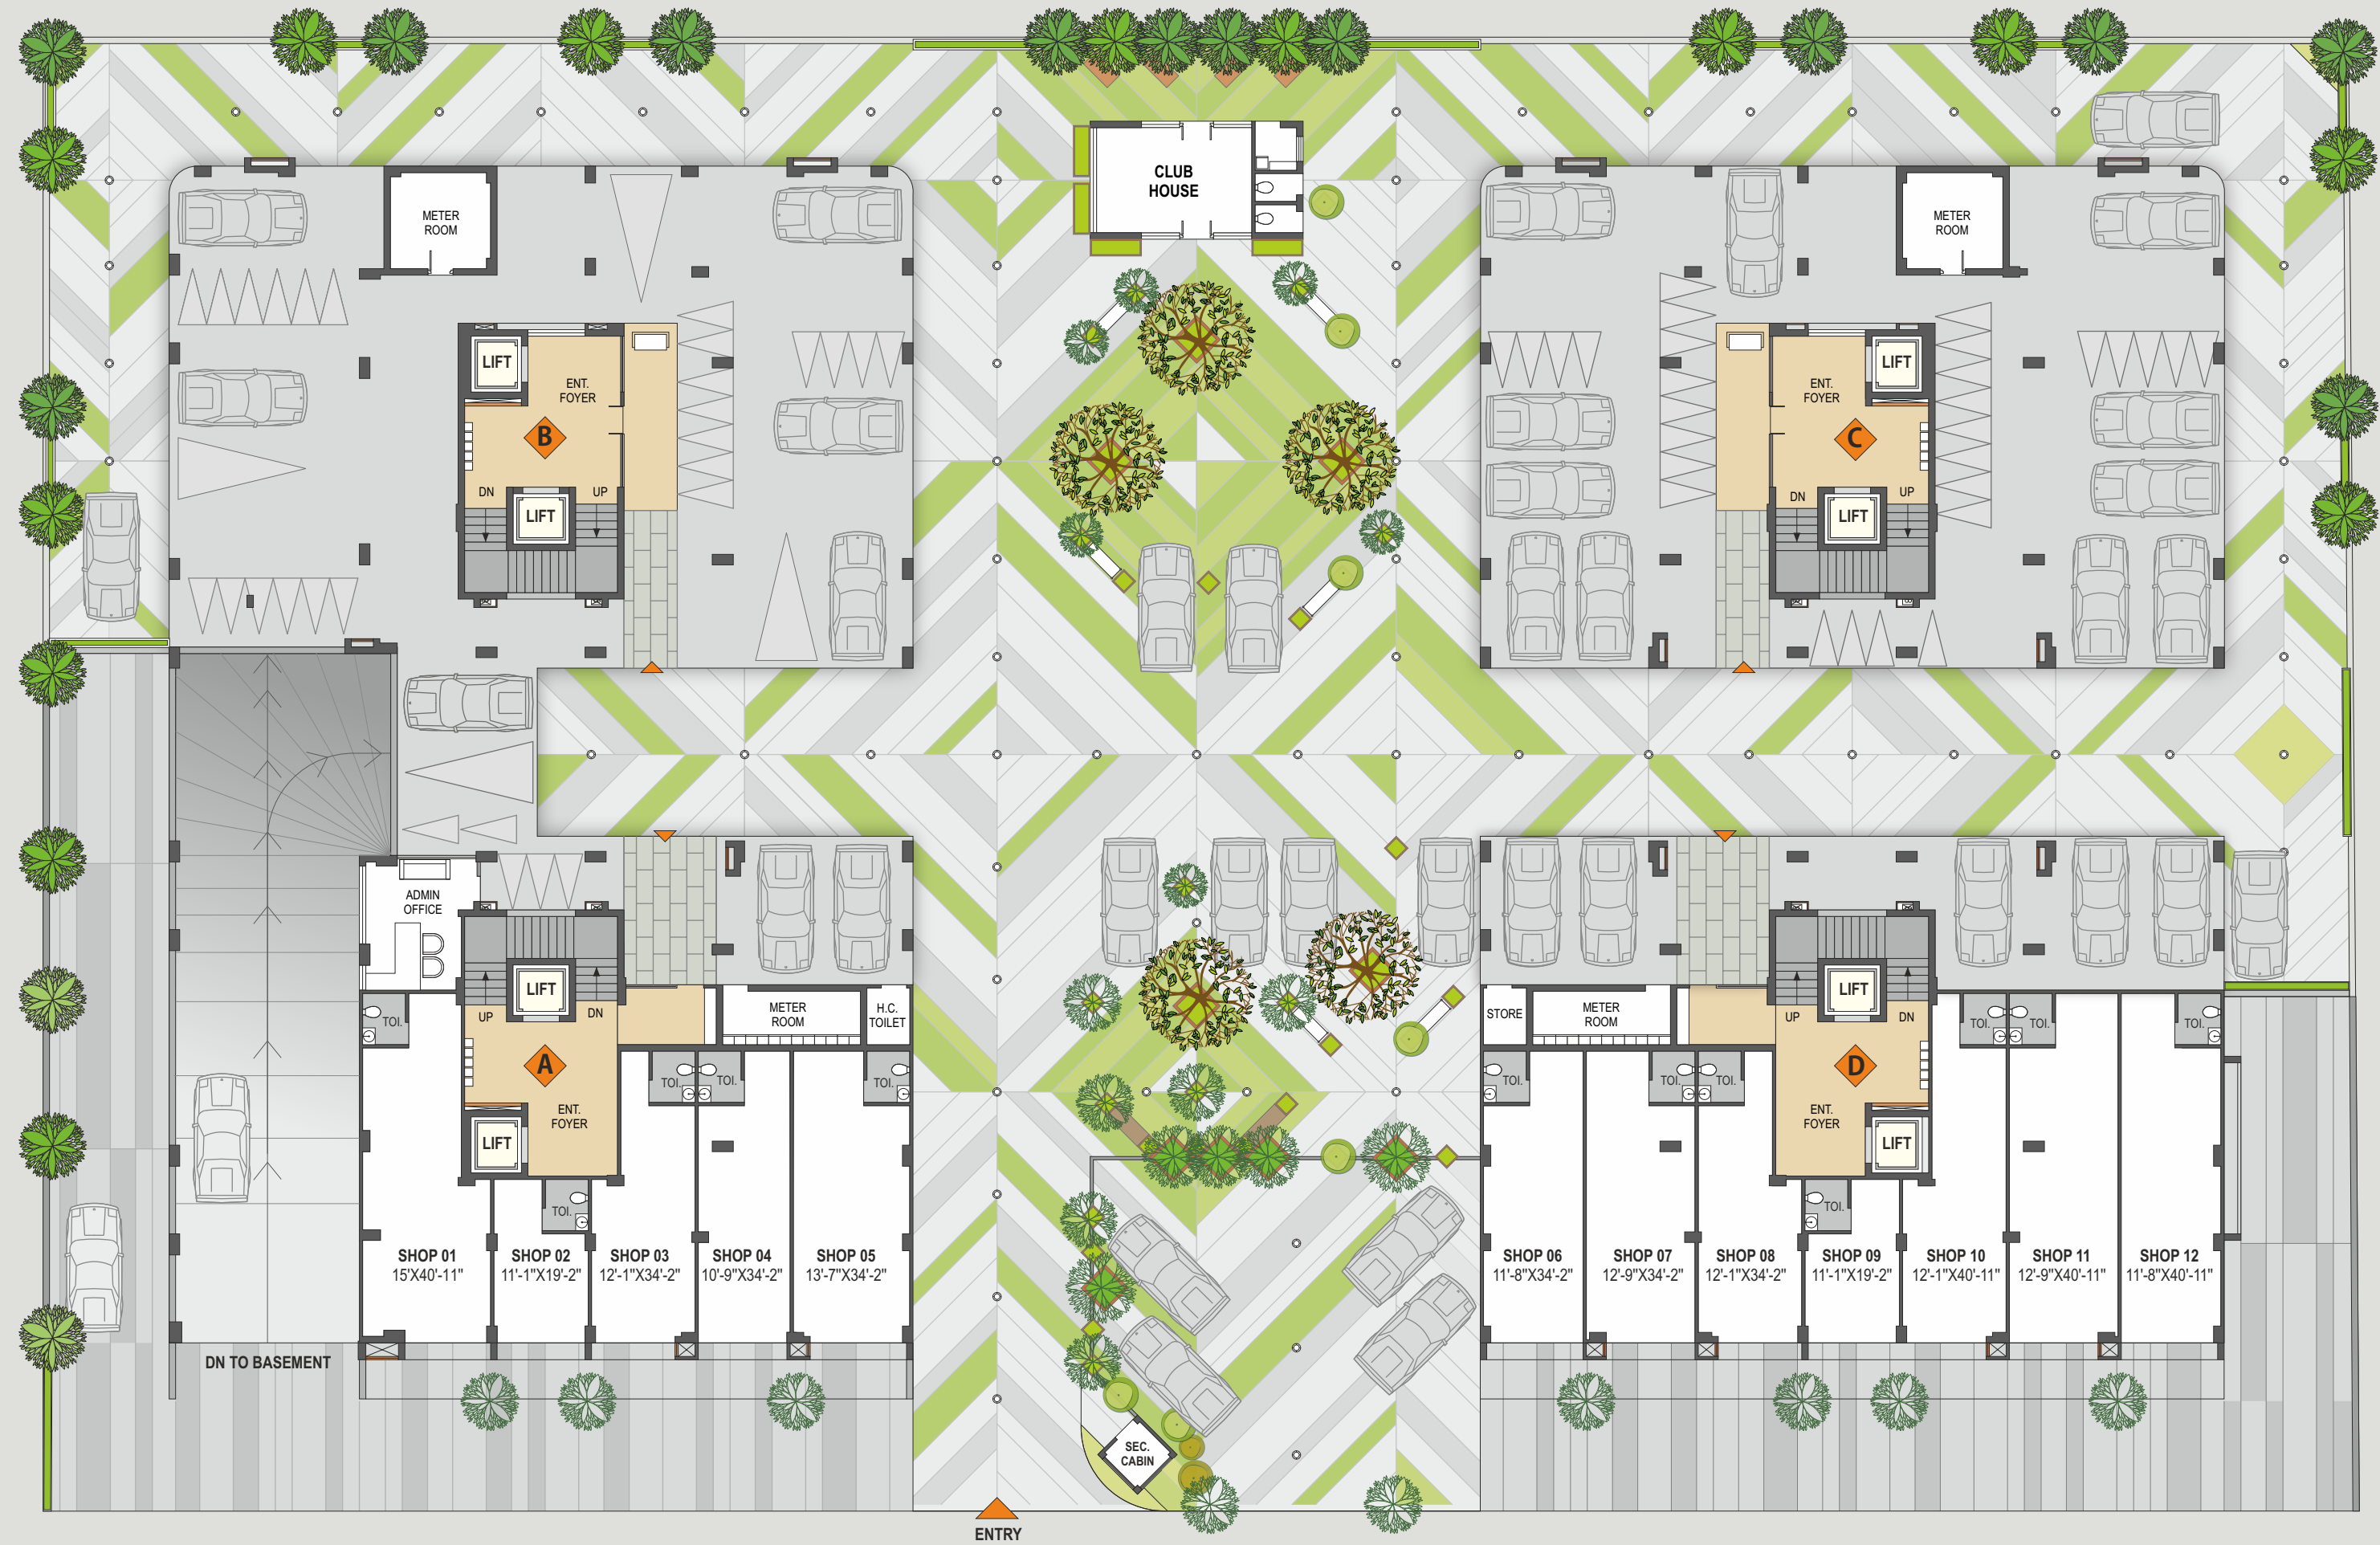 CLUB
HOUSE
METER
ROOM
METER
ROOM
LIFT
ENT.
FOYER
B
DN
UP
LIFT
ENT.
FOYER
LIFT
C
DN
UP
LIFT
ADMIN
OFFICE
TOI.
LIFT
UP
DN
A
ENT.
FOYER
LIFT
METER
ROOM
H.C.
TOILET
TOI.
TOI.
TOI.
TOI.
STORE
METER
ROOM
LIFT
UP
DN
D
ENT.
FOYER
LIFT
TOI.
TOI.
TOI.
TOI.
TOI.
TOI.
TOI.
SHOP 01
15'X40'-11"
SHOP 02
11'-1"X19'-2"
SHOP 03
12'-1"X34'-2"
SHOP 04
10'-9"X34'-2"
SHOP 05
13'-7"X34'-2"
SHOP 06
11'-8"X34'-2"
SHOP 07
12'-9"X34'-2"
SHOP 08
12'-1"X34'-2"
SHOP 09
11'-1"X19'-2"
SHOP 10
12'-1"X40'-11"
SHOP 11
12'-9"X40'-11"
SHOP 12
11'-8"X40'-11"
DN TO BASEMENT
SEC.
CABIN
ENTRY